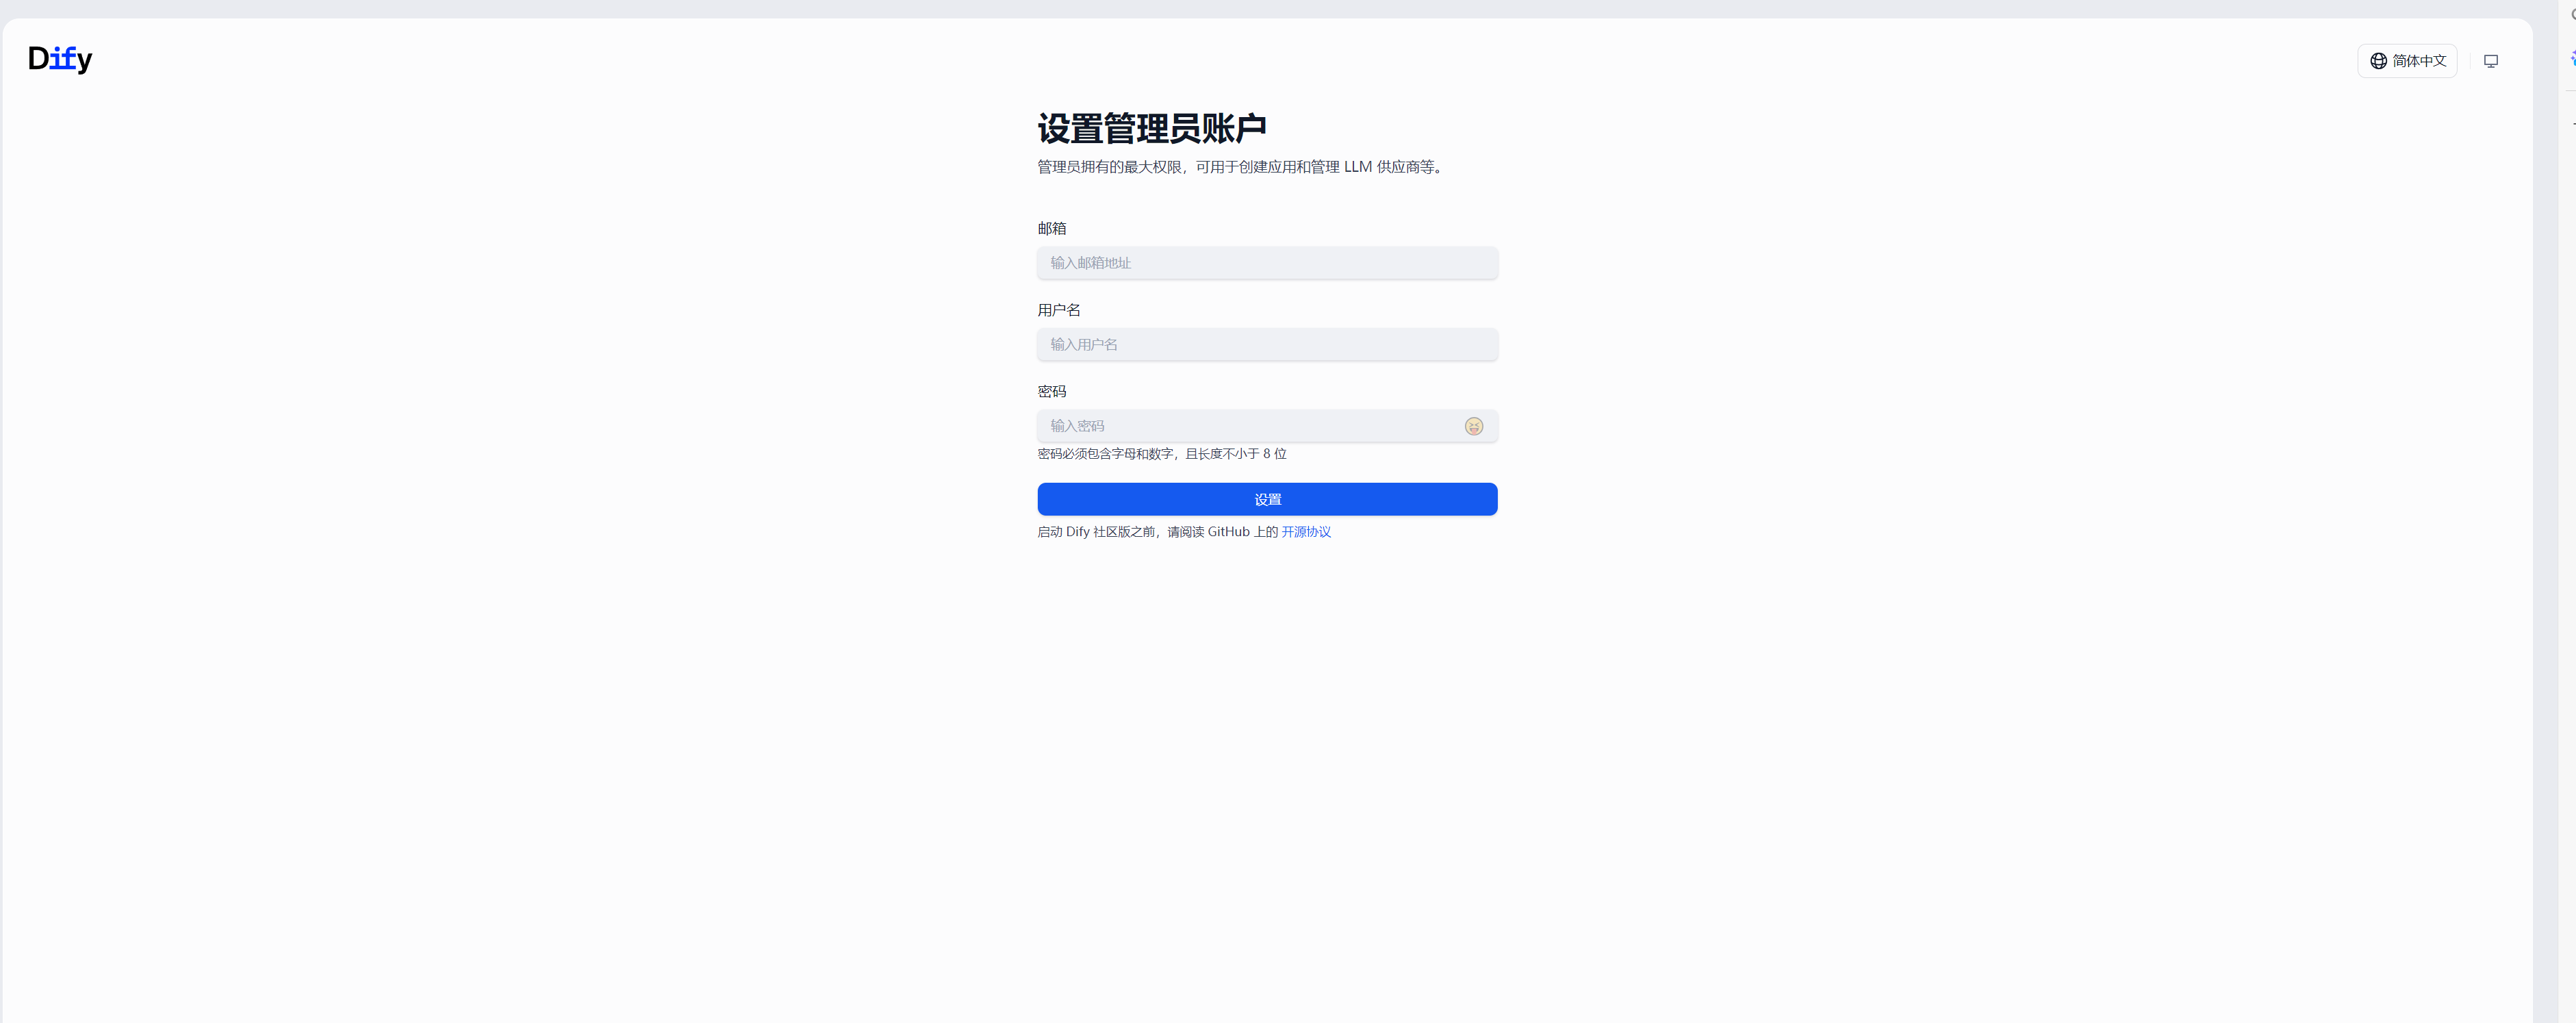 Dify
简体中文
设置管理员账户
管理员拥有的最大权限，可用于创建应用和管理 LLM 供应商等。
邮箱
输入邮箱地址
用户名
输入用户名
密码
输入密码
密码必须包含字母和数字，且长度不小于 8 位
设置
启动 Dify 社区版之前，请阅读 GitHub 上的 开源协议